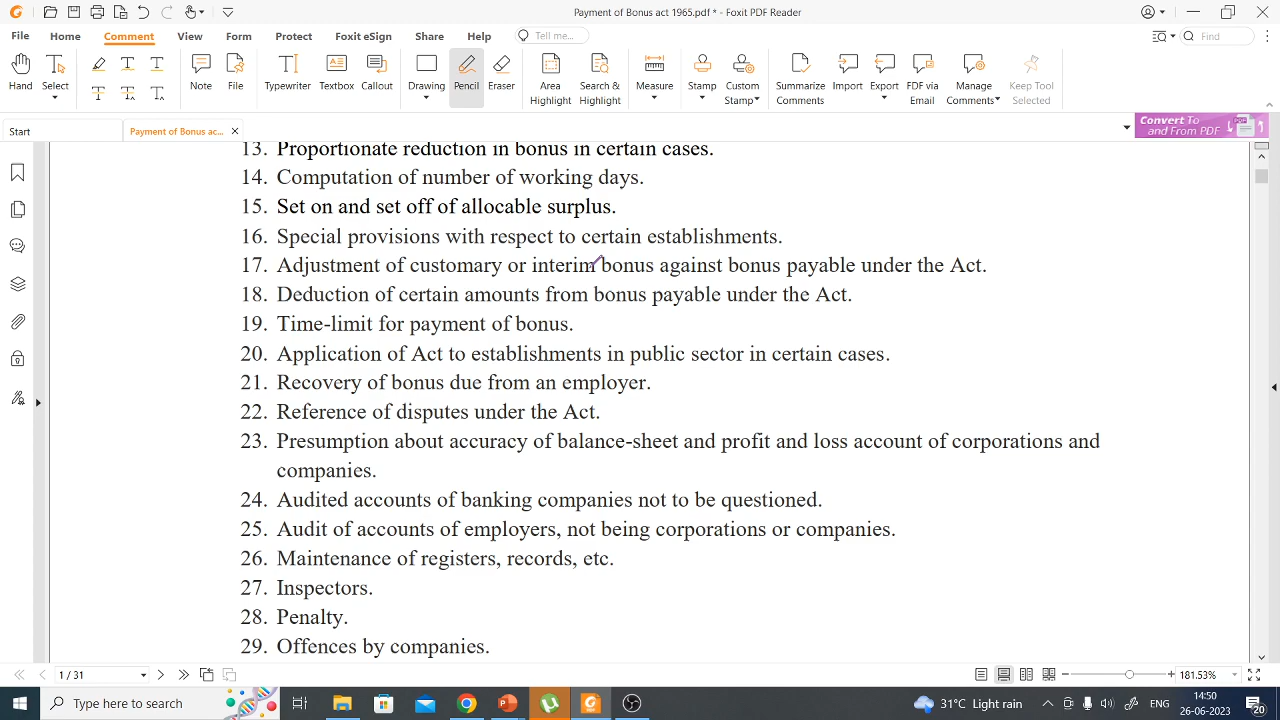 Payment of Bonus act 1965.pdf * - Foxit PDF Reader
File Home Comment View Form Protect Foxit eSign Share Help Tell me... Find
Hand Select Note File Typewriter Textbox Callout Drawing Pencil Eraser Area Highlight Search & Highlight Measure Stamp Custom Stamp Summarize Comments Import Export FDF via Email Manage Comments Keep Tool Selected
Start Payment of Bonus ac... Convert To and From PDF
13. Proportionate reduction in bonus in certain cases.
14. Computation of number of working days.
15. Set on and set off of allocable surplus.
16. Special provisions with respect to certain establishments.
17. Adjustment of customary or interim bonus against bonus payable under the Act.
18. Deduction of certain amounts from bonus payable under the Act.
19. Time-limit for payment of bonus.
20. Application of Act to establishments in public sector in certain cases.
21. Recovery of bonus due from an employer.
22. Reference of disputes under the Act.
23. Presumption about accuracy of balance-sheet and profit and loss account of corporations and
companies.
24. Audited accounts of banking companies not to be questioned.
25. Audit of accounts of employers, not being corporations or companies.
26. Maintenance of registers, records, etc.
27. Inspectors.
28. Penalty.
29. Offences by companies.
1 / 31 181.53%
Type here to search 31°C Light rain ENG 14:50
26-06-2023 20